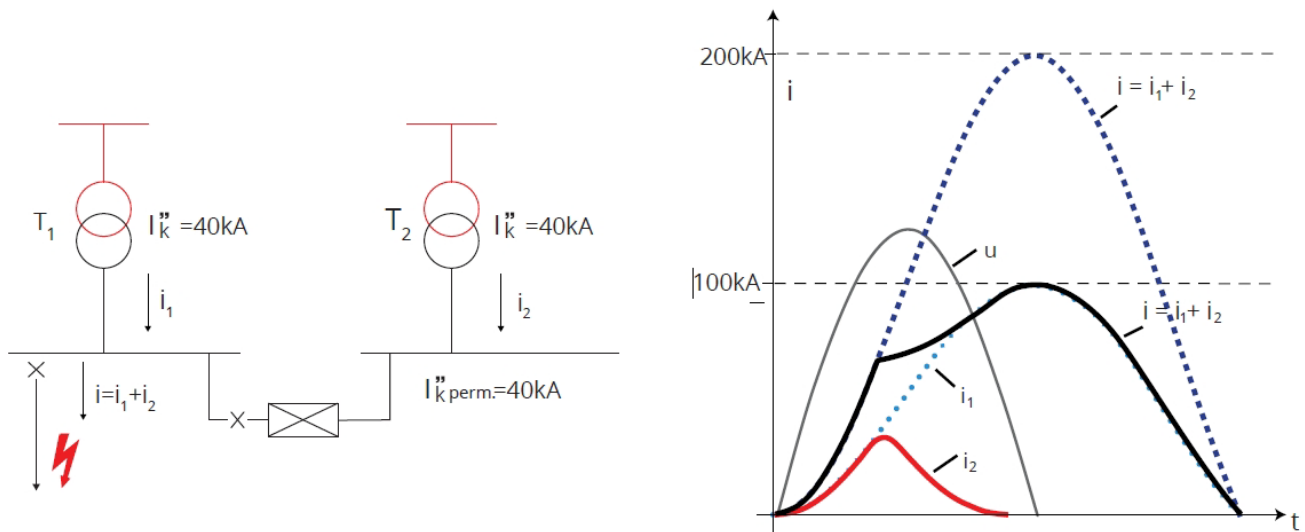 T₁
I"k =40kA
T₂
I"k =40kA
i₁
i₂
i=i₁+i₂
I"k perm.=40kA
200kA
i
i = i₁+ i₂
u
100kA
i = i₁+ i₂
i₁
i₂
t